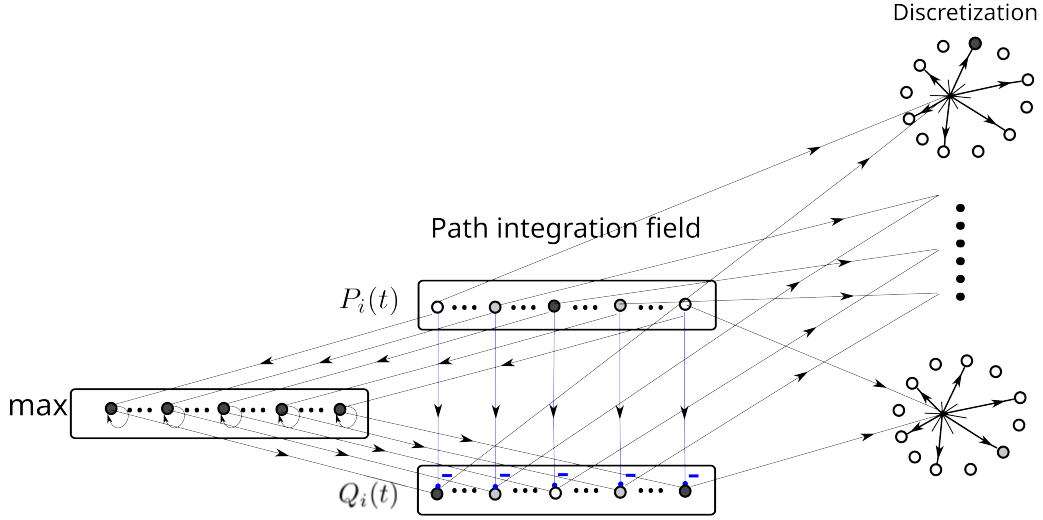 Discretization
Path integration field
P_i(t)
max
Q_i(t)